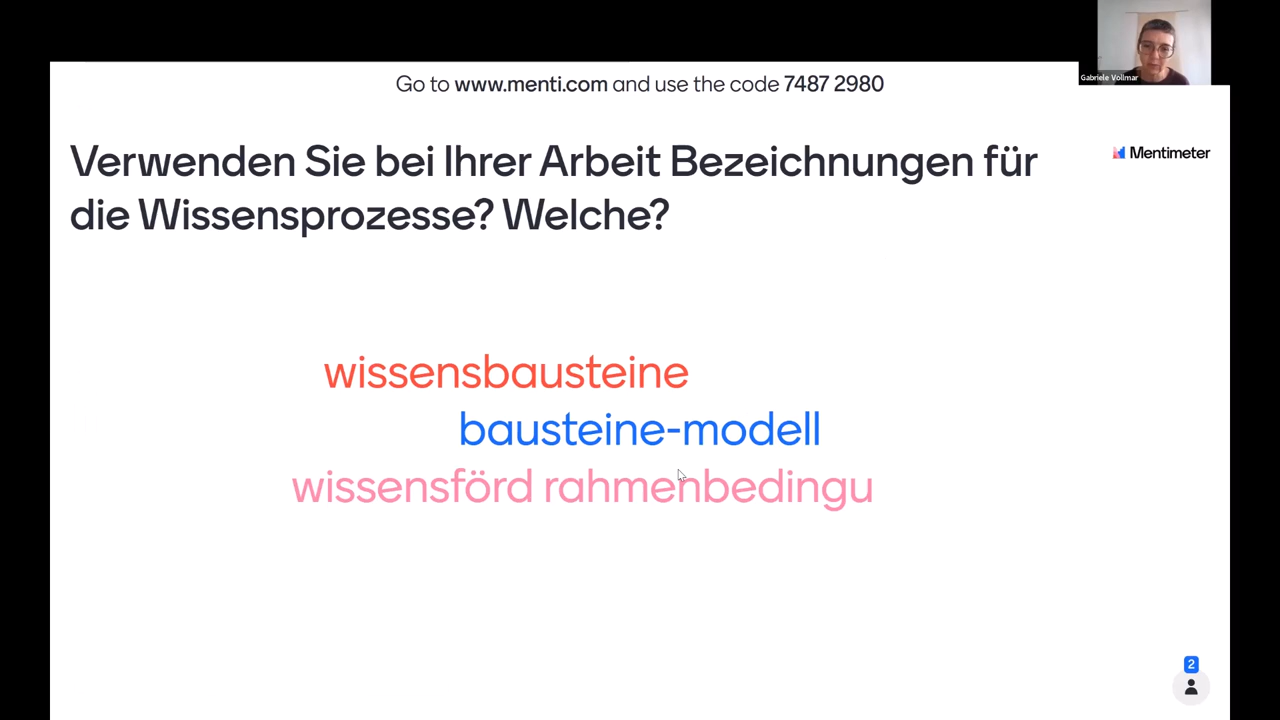 Gabriele Vollmar
Go to www.menti.com and use the code 7487 2980
Verwenden Sie bei Ihrer Arbeit Bezeichnungen für
die Wissensprozesse? Welche?
Mentimeter
wissensbausteine
bausteine-modell
wissensförd rahmenbedingu
2